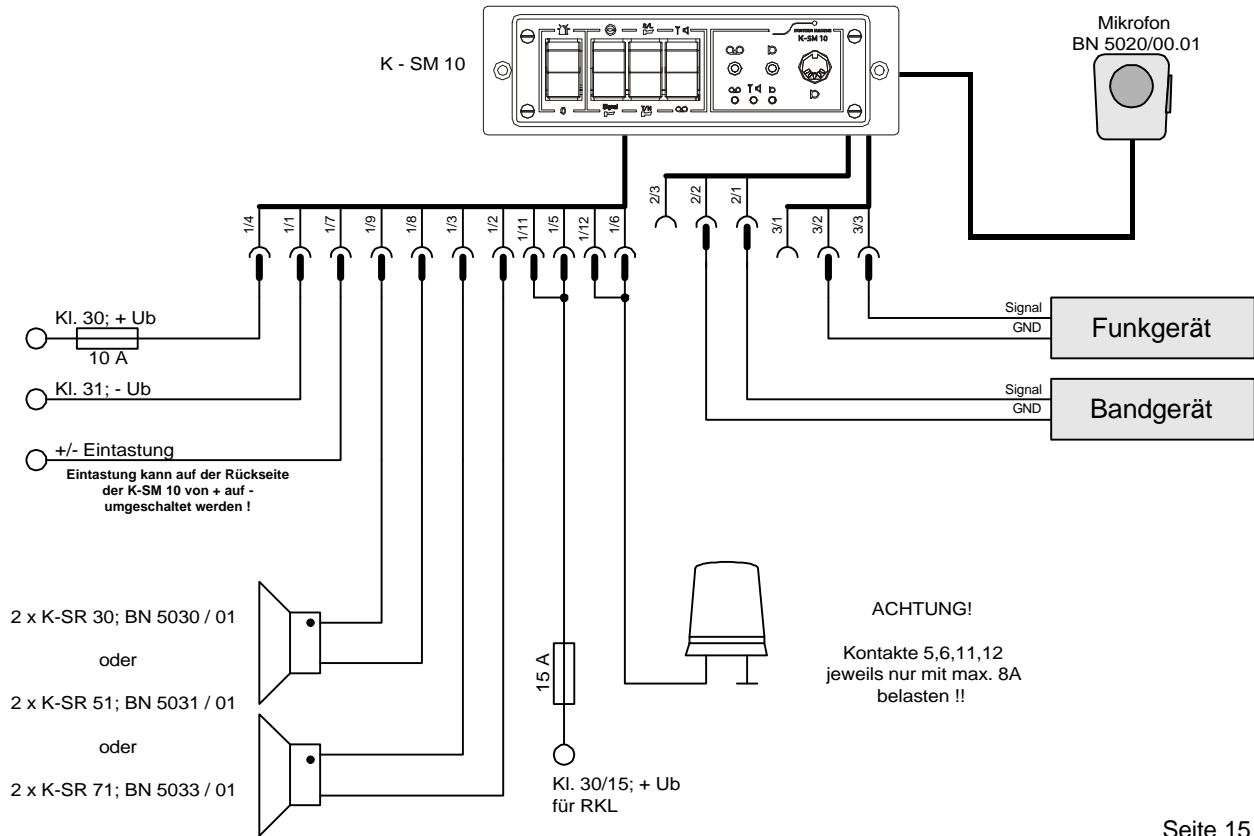 K - SM 10
K-SM 10
S/L
Signal
Y/H
Mikrofon
BN 5020/00.01
1/4
1/1
1/7
1/9
1/8
1/3
1/2
1/11
1/5
1/12
1/6
2/3
2/2
2/1
3/1
3/2
3/3
Kl. 30; + Ub
10 A
Kl. 31; - Ub
+/- Eintastung
Eintastung kann auf der Rückseite
der K-SM 10 von + auf -
umgeschaltet werden !
Signal
GND
Funkgerät
Signal
GND
Bandgerät
2 x K-SR 30; BN 5030 / 01
oder
2 x K-SR 51; BN 5031 / 01
oder
2 x K-SR 71; BN 5033 / 01
15 A
Kl. 30/15; + Ub
für RKL
ACHTUNG!
Kontakte 5,6,11,12
jeweils nur mit max. 8A
belasten !!
Seite 15